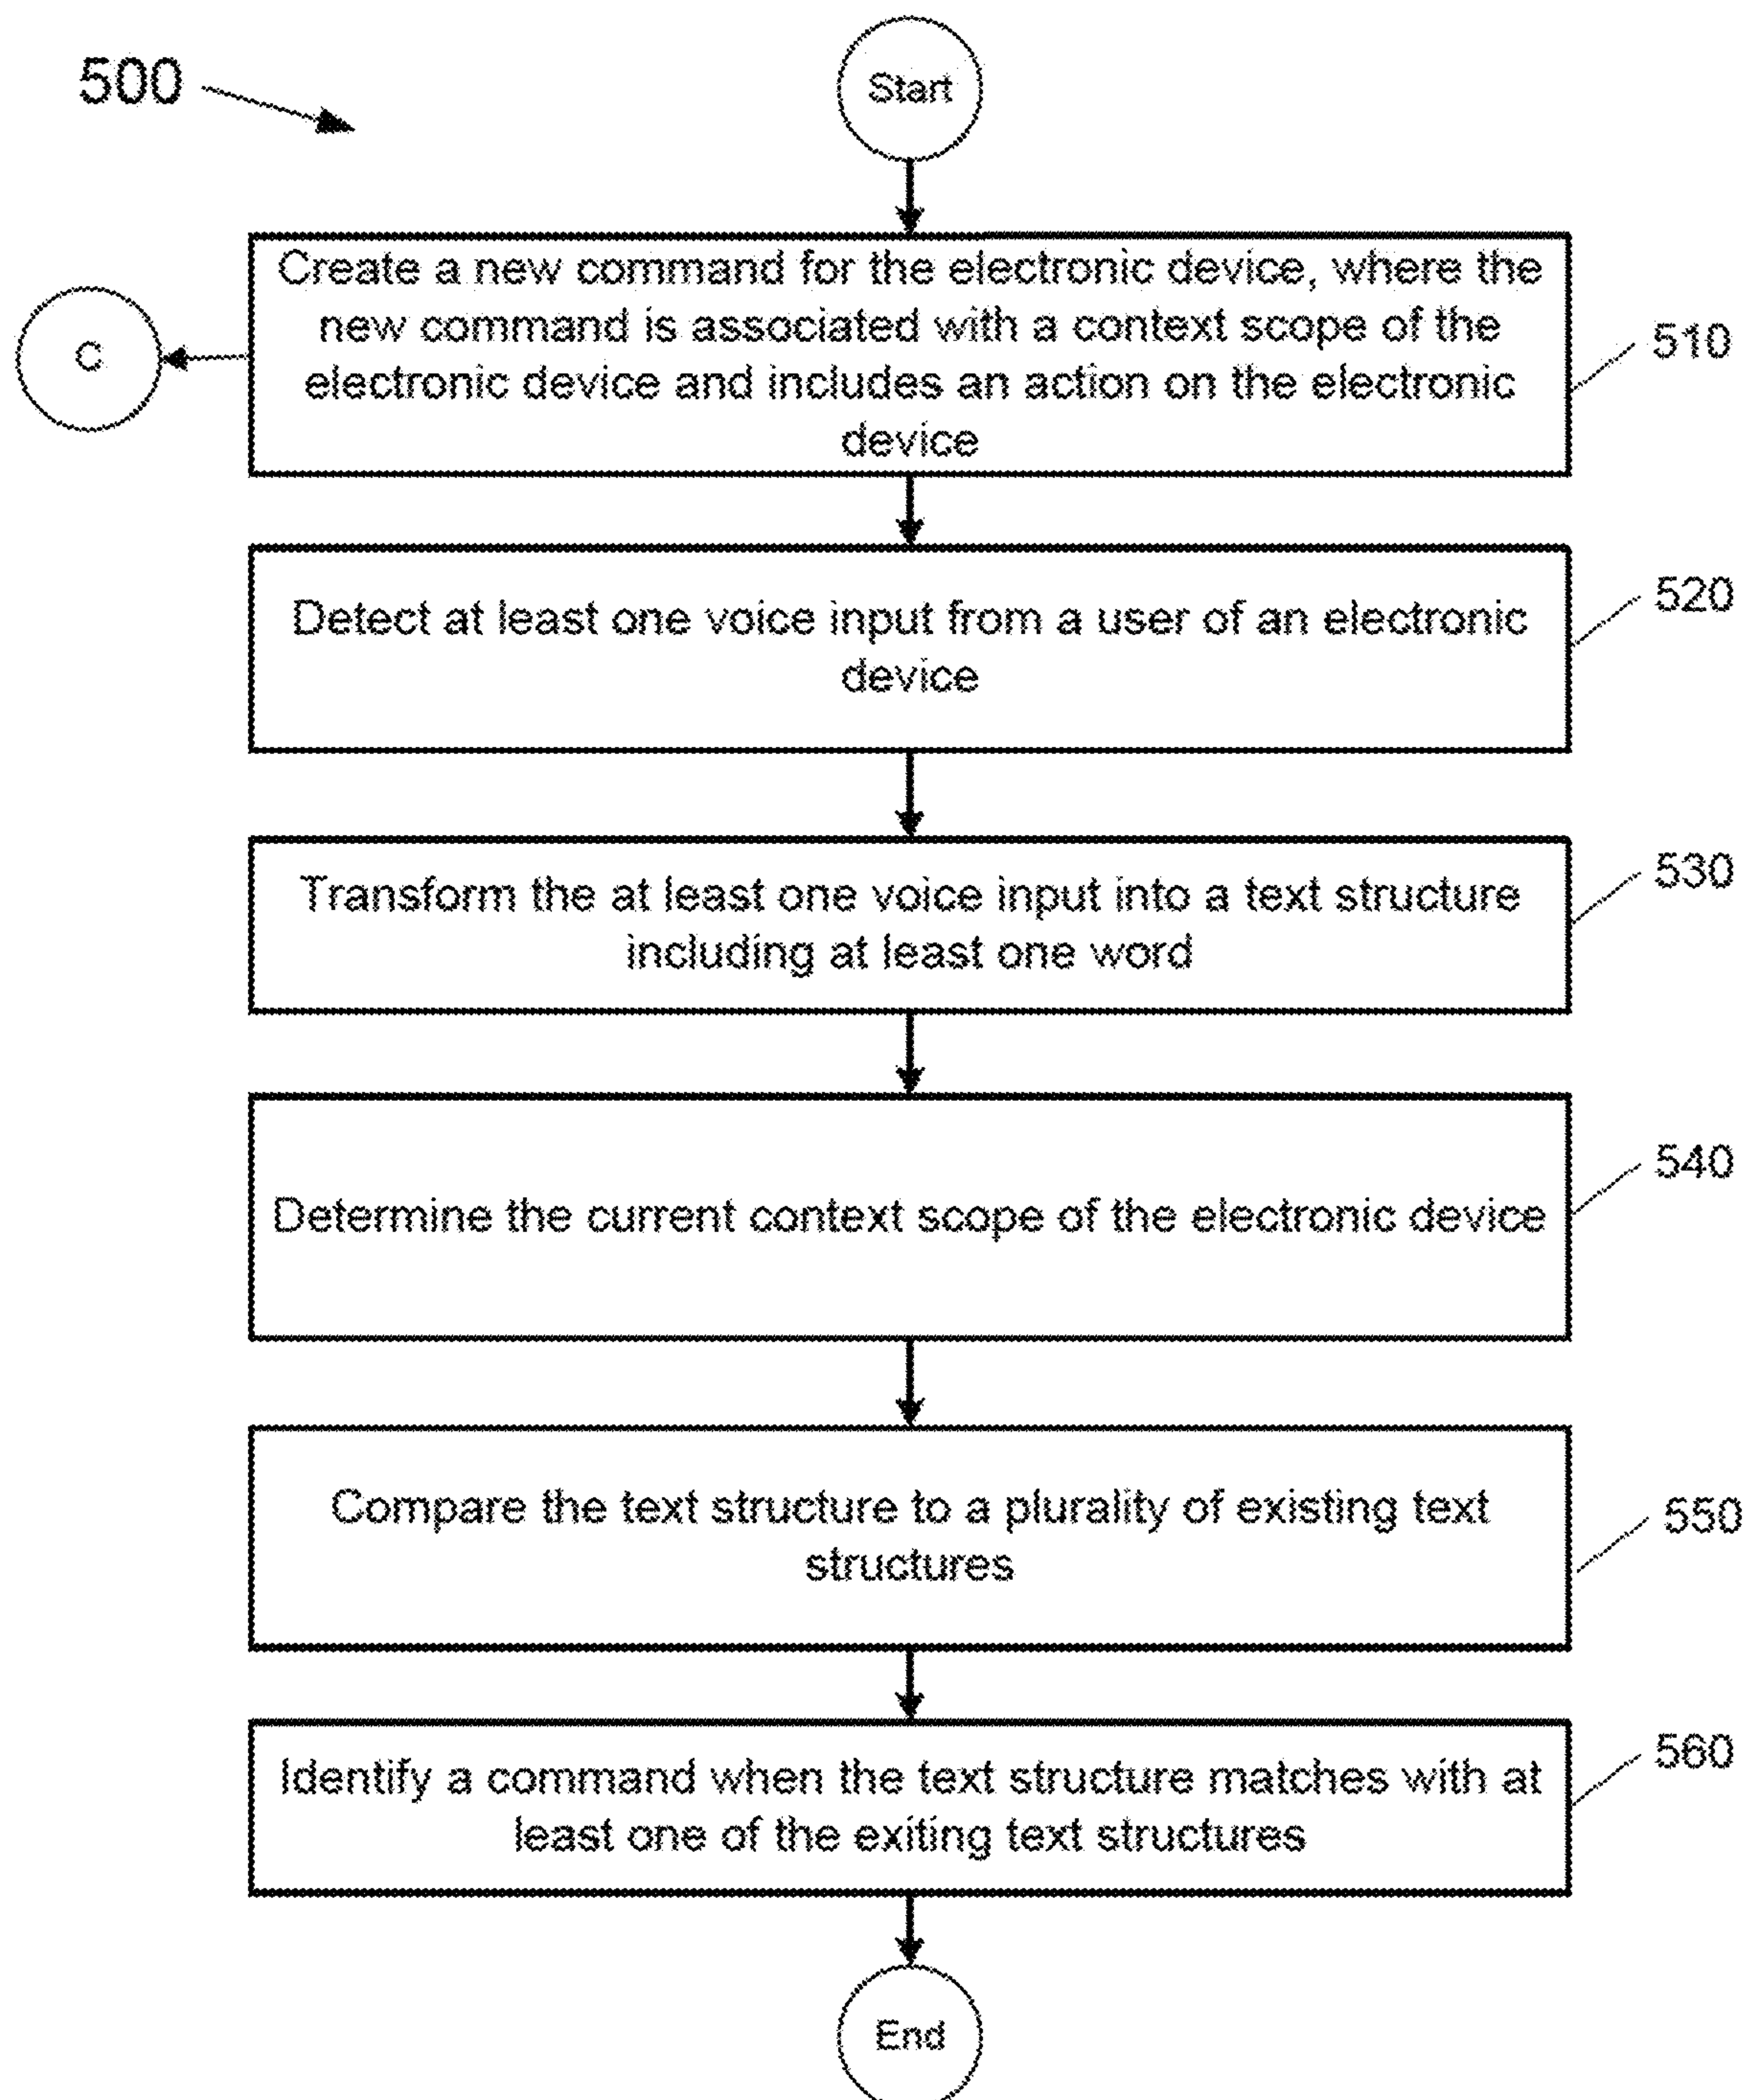 500
Start
Create a new command for the electronic device, where the
new command is associated with a context scope of the
electronic device and includes an action on the electronic
device
510
C
Detect at least one voice input from a user of an electronic
device
520
Transform the at least one voice input into a text structure
including at least one word
530
Determine the current context scope of the electronic device
540
Compare the text structure to a plurality of existing text
structures
550
Identify a command when the text structure matches with at
least one of the exiting text structures
560
End